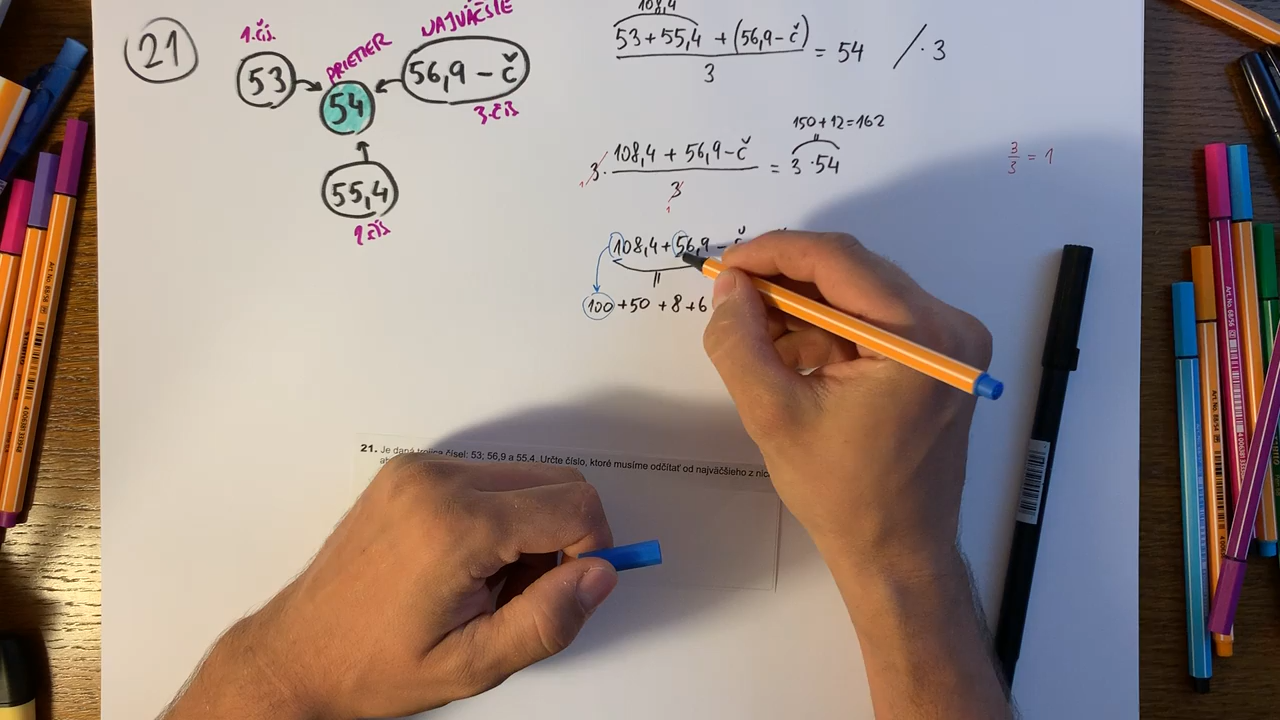 21
1.čís.
53
PRIEMER
54
NAJVÄČŠIE
56,9 - č
3.čís
55,4
108,4
53 + 55,4 + (56,9 - č)
3
= 54 / · 3
150 + 12 = 162
3 · 108,4 + 56,9 - č
3
= 3 · 54
1
1
3
3
= 1
108,4 + 56,9 - č
100 + 50 + 8 + 6
21. Je daná trojica čísel: 53; 56,9 a 55,4. Určte číslo, ktoré musíme odčítať od najväčšieho z